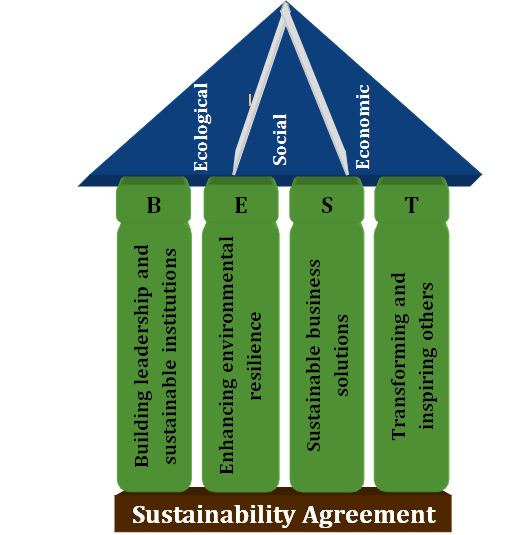 Ecological
Social
Economic
B
E
S
T
Building leadership and
sustainable institutions
Enhancing environmental
resilience
Sustainable business
solutions
Transforming and
inspiring others
Sustainability Agreement